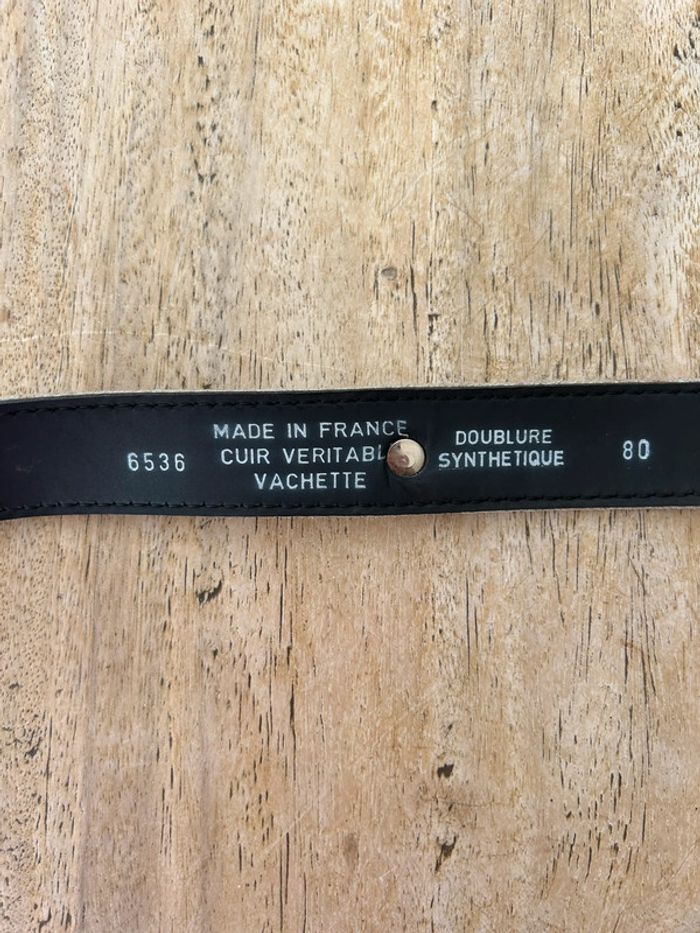 6536
MADE IN FRANCE
CUIR VERITABL
VACHETTE
DOUBLURE
SYNTHETIQUE
80